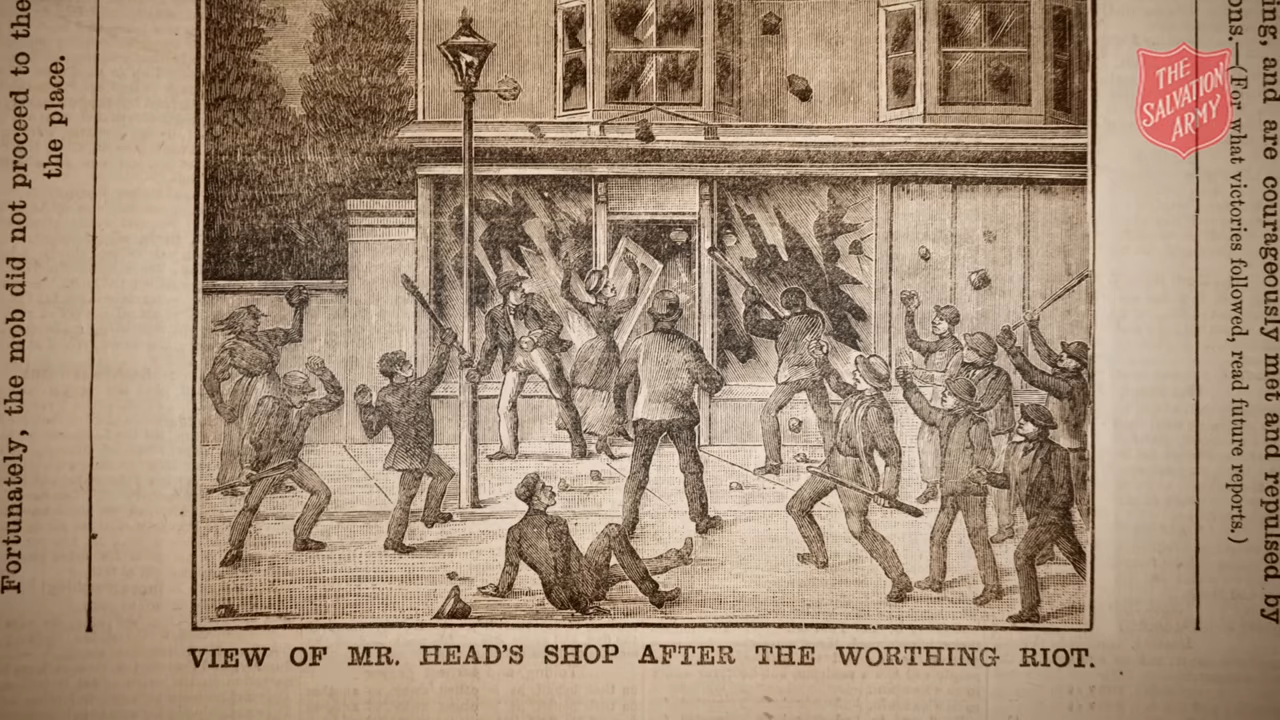 Fortunately, the mob did not proceed to the
the place.
THE
SALVATION
ARMY
VIEW OF MR. HEAD'S SHOP AFTER THE WORTHING RIOT.
ons.—(For what victories followed, read future reports.)
ing, and are courageously met and repulsed by